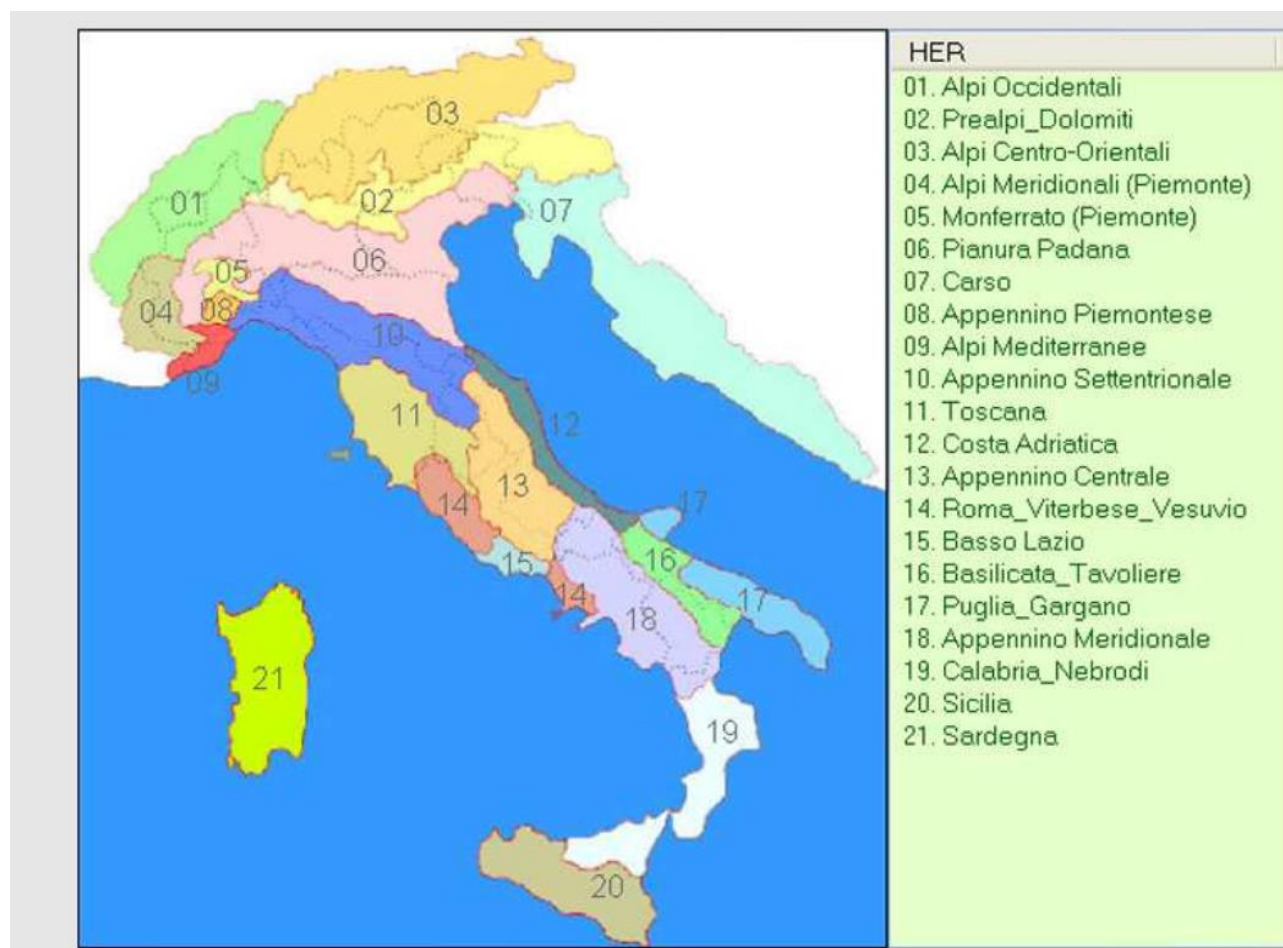 HER
01. Alpi Occidentali
02. Prealpi_Dolomiti
03. Alpi Centro-Orientali
04. Alpi Meridionali (Piemonte)
05. Monferrato (Piemonte)
06. Pianura Padana
07. Carso
08. Appennino Piemontese
09. Alpi Mediterranee
10. Appennino Settentrionale
11. Toscana
12. Costa Adriatica
13. Appennino Centrale
14. Roma_Viterbese_Vesuvio
15. Basso Lazio
16. Basilicata_Tavoliere
17. Puglia_Gargano
18. Appennino Meridionale
19. Calabria_Nebrodi
20. Sicilia
21. Sardegna
03
01
02
07
05
06
04
08
10
09
11
12
13
17
14
15
16
14
17
18
21
19
20